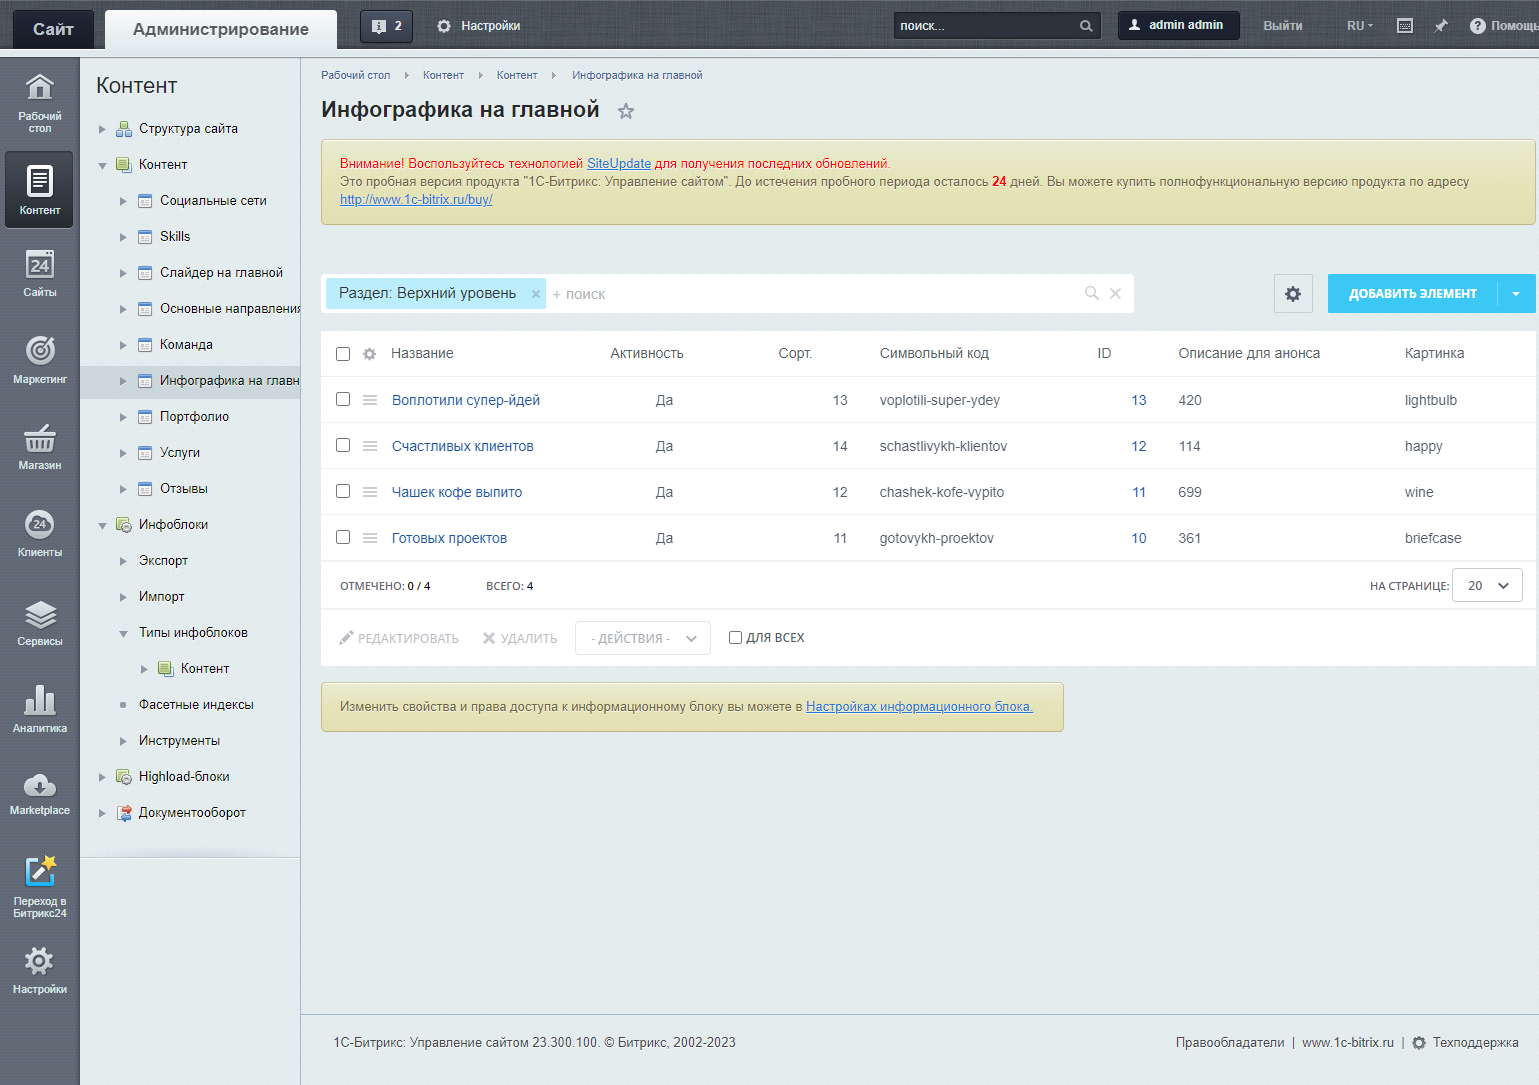 Сайт
Администрирование
2
Настройки
поиск...
admin admin
Выйти
RU
Рабочий стол
Контент
24
Сайты
Маркетинг
Магазин
24
Клиенты
Сервисы
Аналитика
Marketplace
Переход в Битрикс24
Настройки
Контент
Структура сайта
Контент
Социальные сети
Skills
Слайдер на главной
Основные направления
Команда
Инфографика на главн
Портфолио
Услуги
Отзывы
Инфоблоки
Экспорт
Импорт
Типы инфоблоков
Контент
Фасетные индексы
Инструменты
Highload-блоки
Документооборот
Рабочий стол Контент Контент Инфографика на главной
Инфографика на главной
Внимание! Воспользуйтесь технологией SiteUpdate для получения последних обновлений.
Это пробная версия продукта "1С-Битрикс: Управление сайтом". До истечения пробного периода осталось 24 дней. Вы можете купить полнофункциональную версию продукта по адресу
http://www.1c-bitrix.ru/buy/
Раздел: Верхний уровень × + поиск
ДОБАВИТЬ ЭЛЕМЕНТ
Название Активность Сорт. Символьный код ID Описание для анонса Картинка
Воплотили супер-йдей Да 13 voplotili-super-ydey 13 420 lightbulb
Счастливых клиентов Да 14 schastlivykh-klientov 12 114 happy
Чашек кофе выпито Да 12 chashek-kofe-vypito 11 699 wine
Готовых проектов Да 11 gotovykh-proektov 10 361 briefcase
ОТМЕЧЕНО: 0 / 4 ВСЕГО: 4 НА СТРАНИЦЕ: 20
РЕДАКТИРОВАТЬ УДАЛИТЬ - ДЕЙСТВИЯ - ДЛЯ ВСЕХ
Изменить свойства и права доступа к информационному блоку вы можете в Настройках информационного блока.
1С-Битрикс: Управление сайтом 23.300.100. © Битрикс, 2002-2023
Правообладатели | www.1c-bitrix.ru | Техподдержка